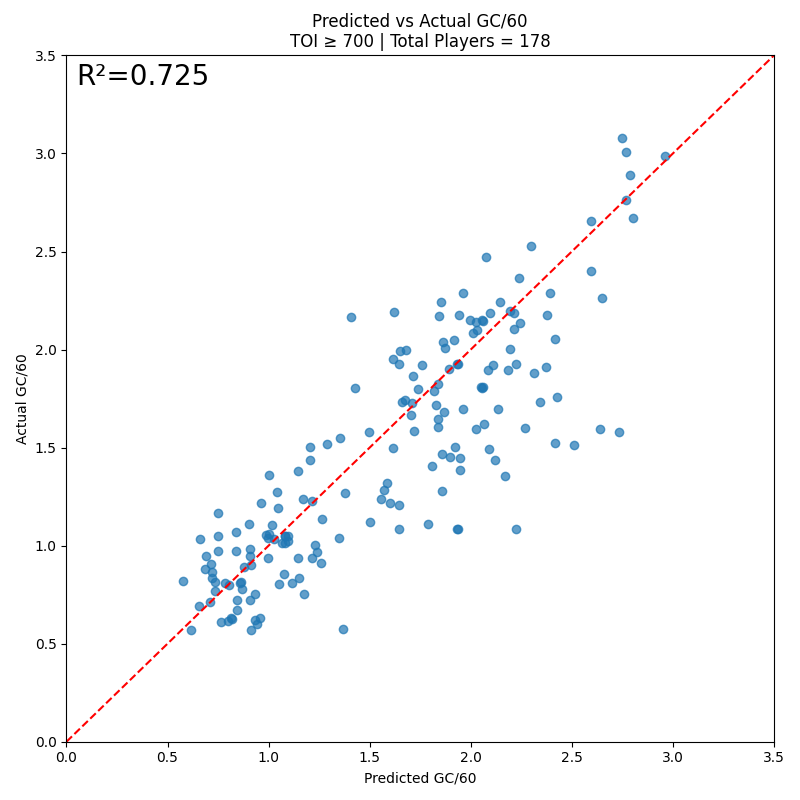 Predicted vs Actual GC/60
TOI ≥ 700 | Total Players = 178
R²=0.725
3.5
3.0
2.5
2.0
1.5
1.0
0.5
0.0
Actual GC/60
0.0 0.5 1.0 1.5 2.0 2.5 3.0 3.5
Predicted GC/60